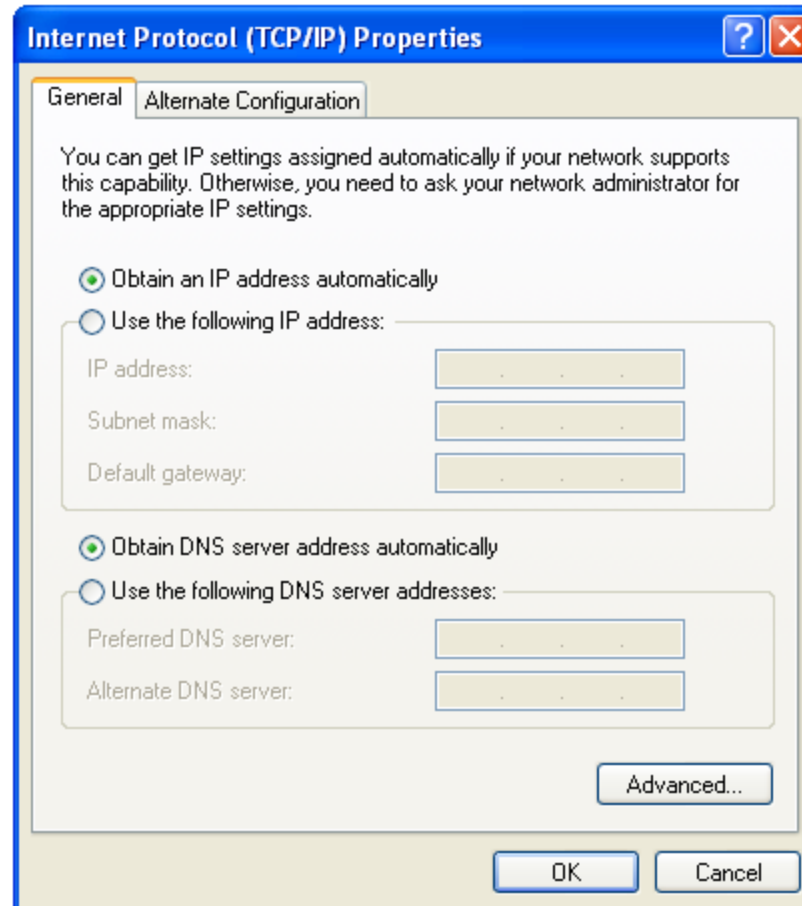 Internet Protocol (TCP/IP) Properties
General
Alternate Configuration
You can get IP settings assigned automatically if your network supports
this capability. Otherwise, you need to ask your network administrator for
the appropriate IP settings.
Obtain an IP address automatically
Use the following IP address:
IP address:
Subnet mask:
Default gateway:
Obtain DNS server address automatically
Use the following DNS server addresses:
Preferred DNS server:
Alternate DNS server:
Advanced...
OK
Cancel